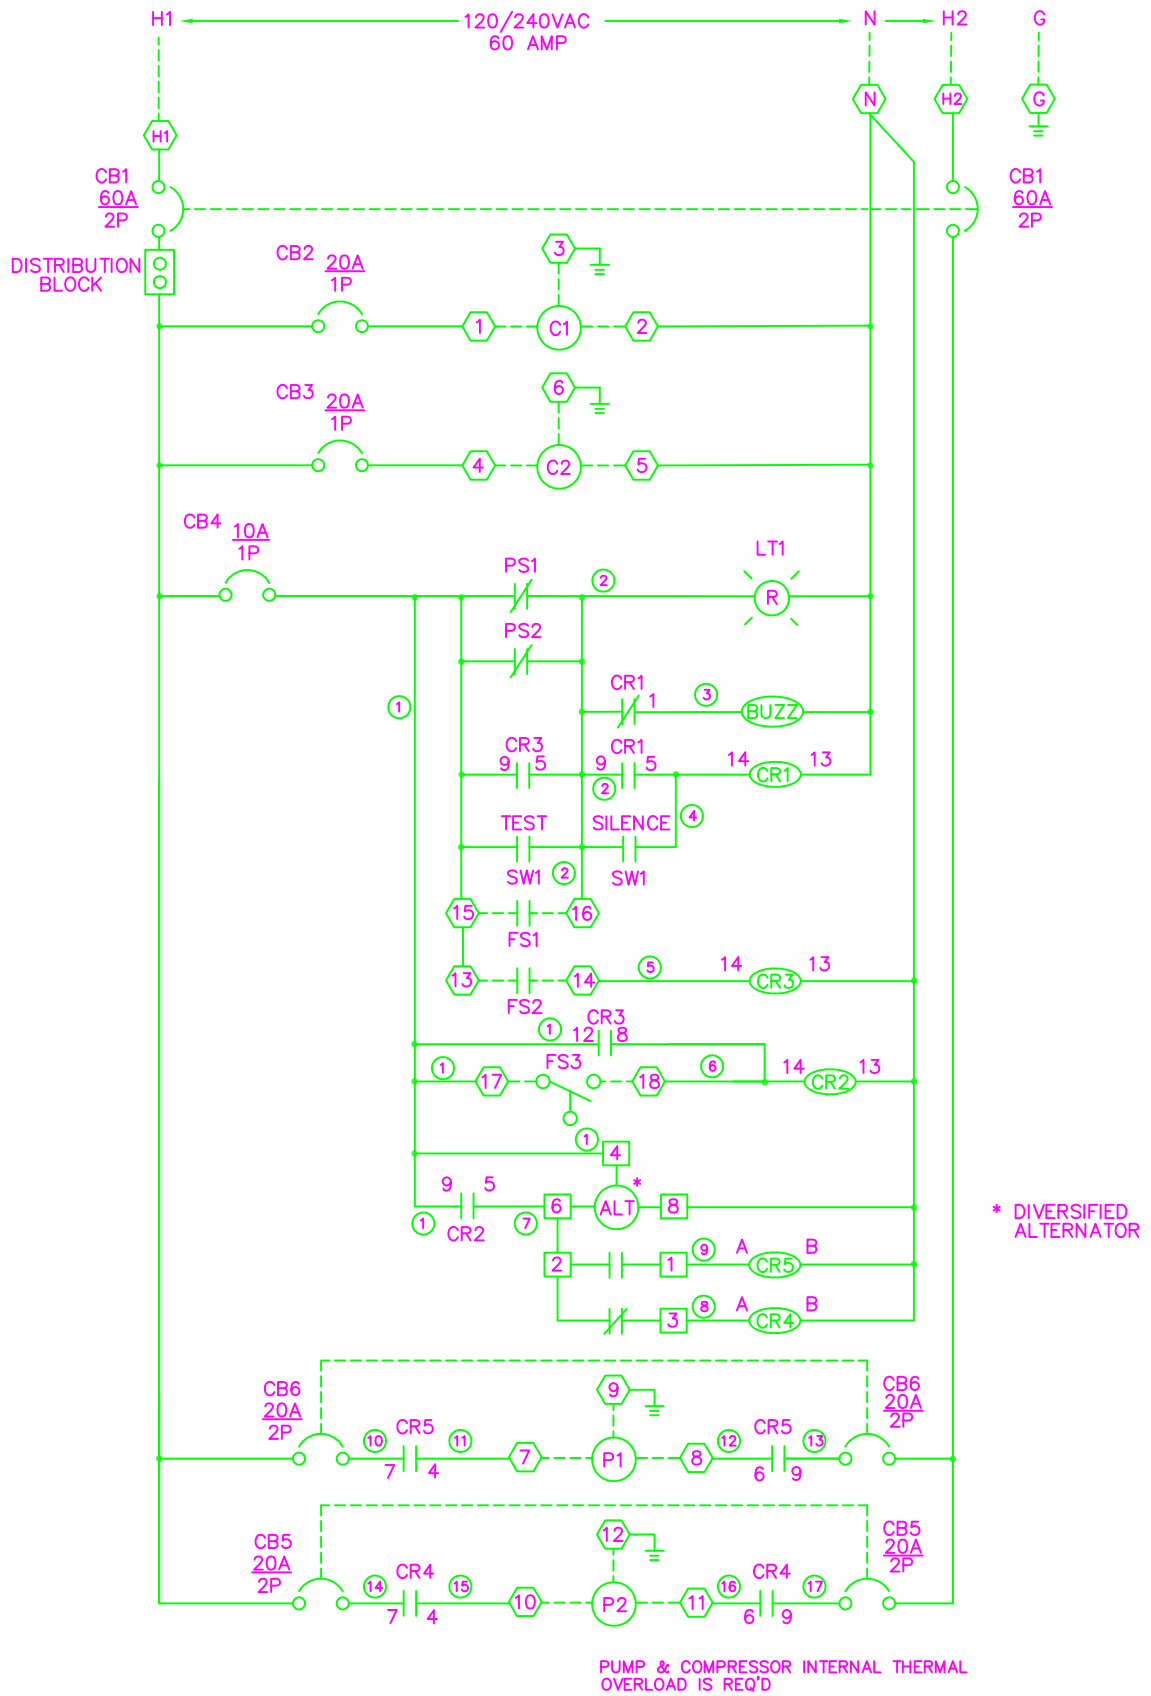 H1 120/240VAC N H2 G
60 AMP
N H2 G
H1
CB1 CB1
60A 60A
2P 2P
DISTRIBUTION
BLOCK
CB2 20A 3
1P
1 C1 2
CB3 20A 6
1P
4 C2 5
CB4 10A
1P
LT1
PS1 2 R
PS2
CR1
1 3 BUZZ
1
CR3 CR1
9 5 9 5 14 CR1 13
2
TEST SILENCE 4
SW1 2 SW1
15 16
FS1
13 14 5 14 CR3 13
FS2
1 CR3
12 8
1 17 FS3 18 6 14 CR2 13
1 4
*
9 5 6 ALT 8
1 CR2 7
* DIVERSIFIED
ALTERNATOR
2 1 9 A CR5 B
3 8 A CR4 B
CB6 9 CB6
20A 20A
2P 2P
10 CR5 11 12 CR5 13
7 4 7 P1 8 6 9
CB5 12 CB5
20A 20A
2P 2P
14 CR4 15 16 CR4 17
7 4 10 P2 11 6 9
PUMP & COMPRESSOR INTERNAL THERMAL
OVERLOAD IS REQ'D